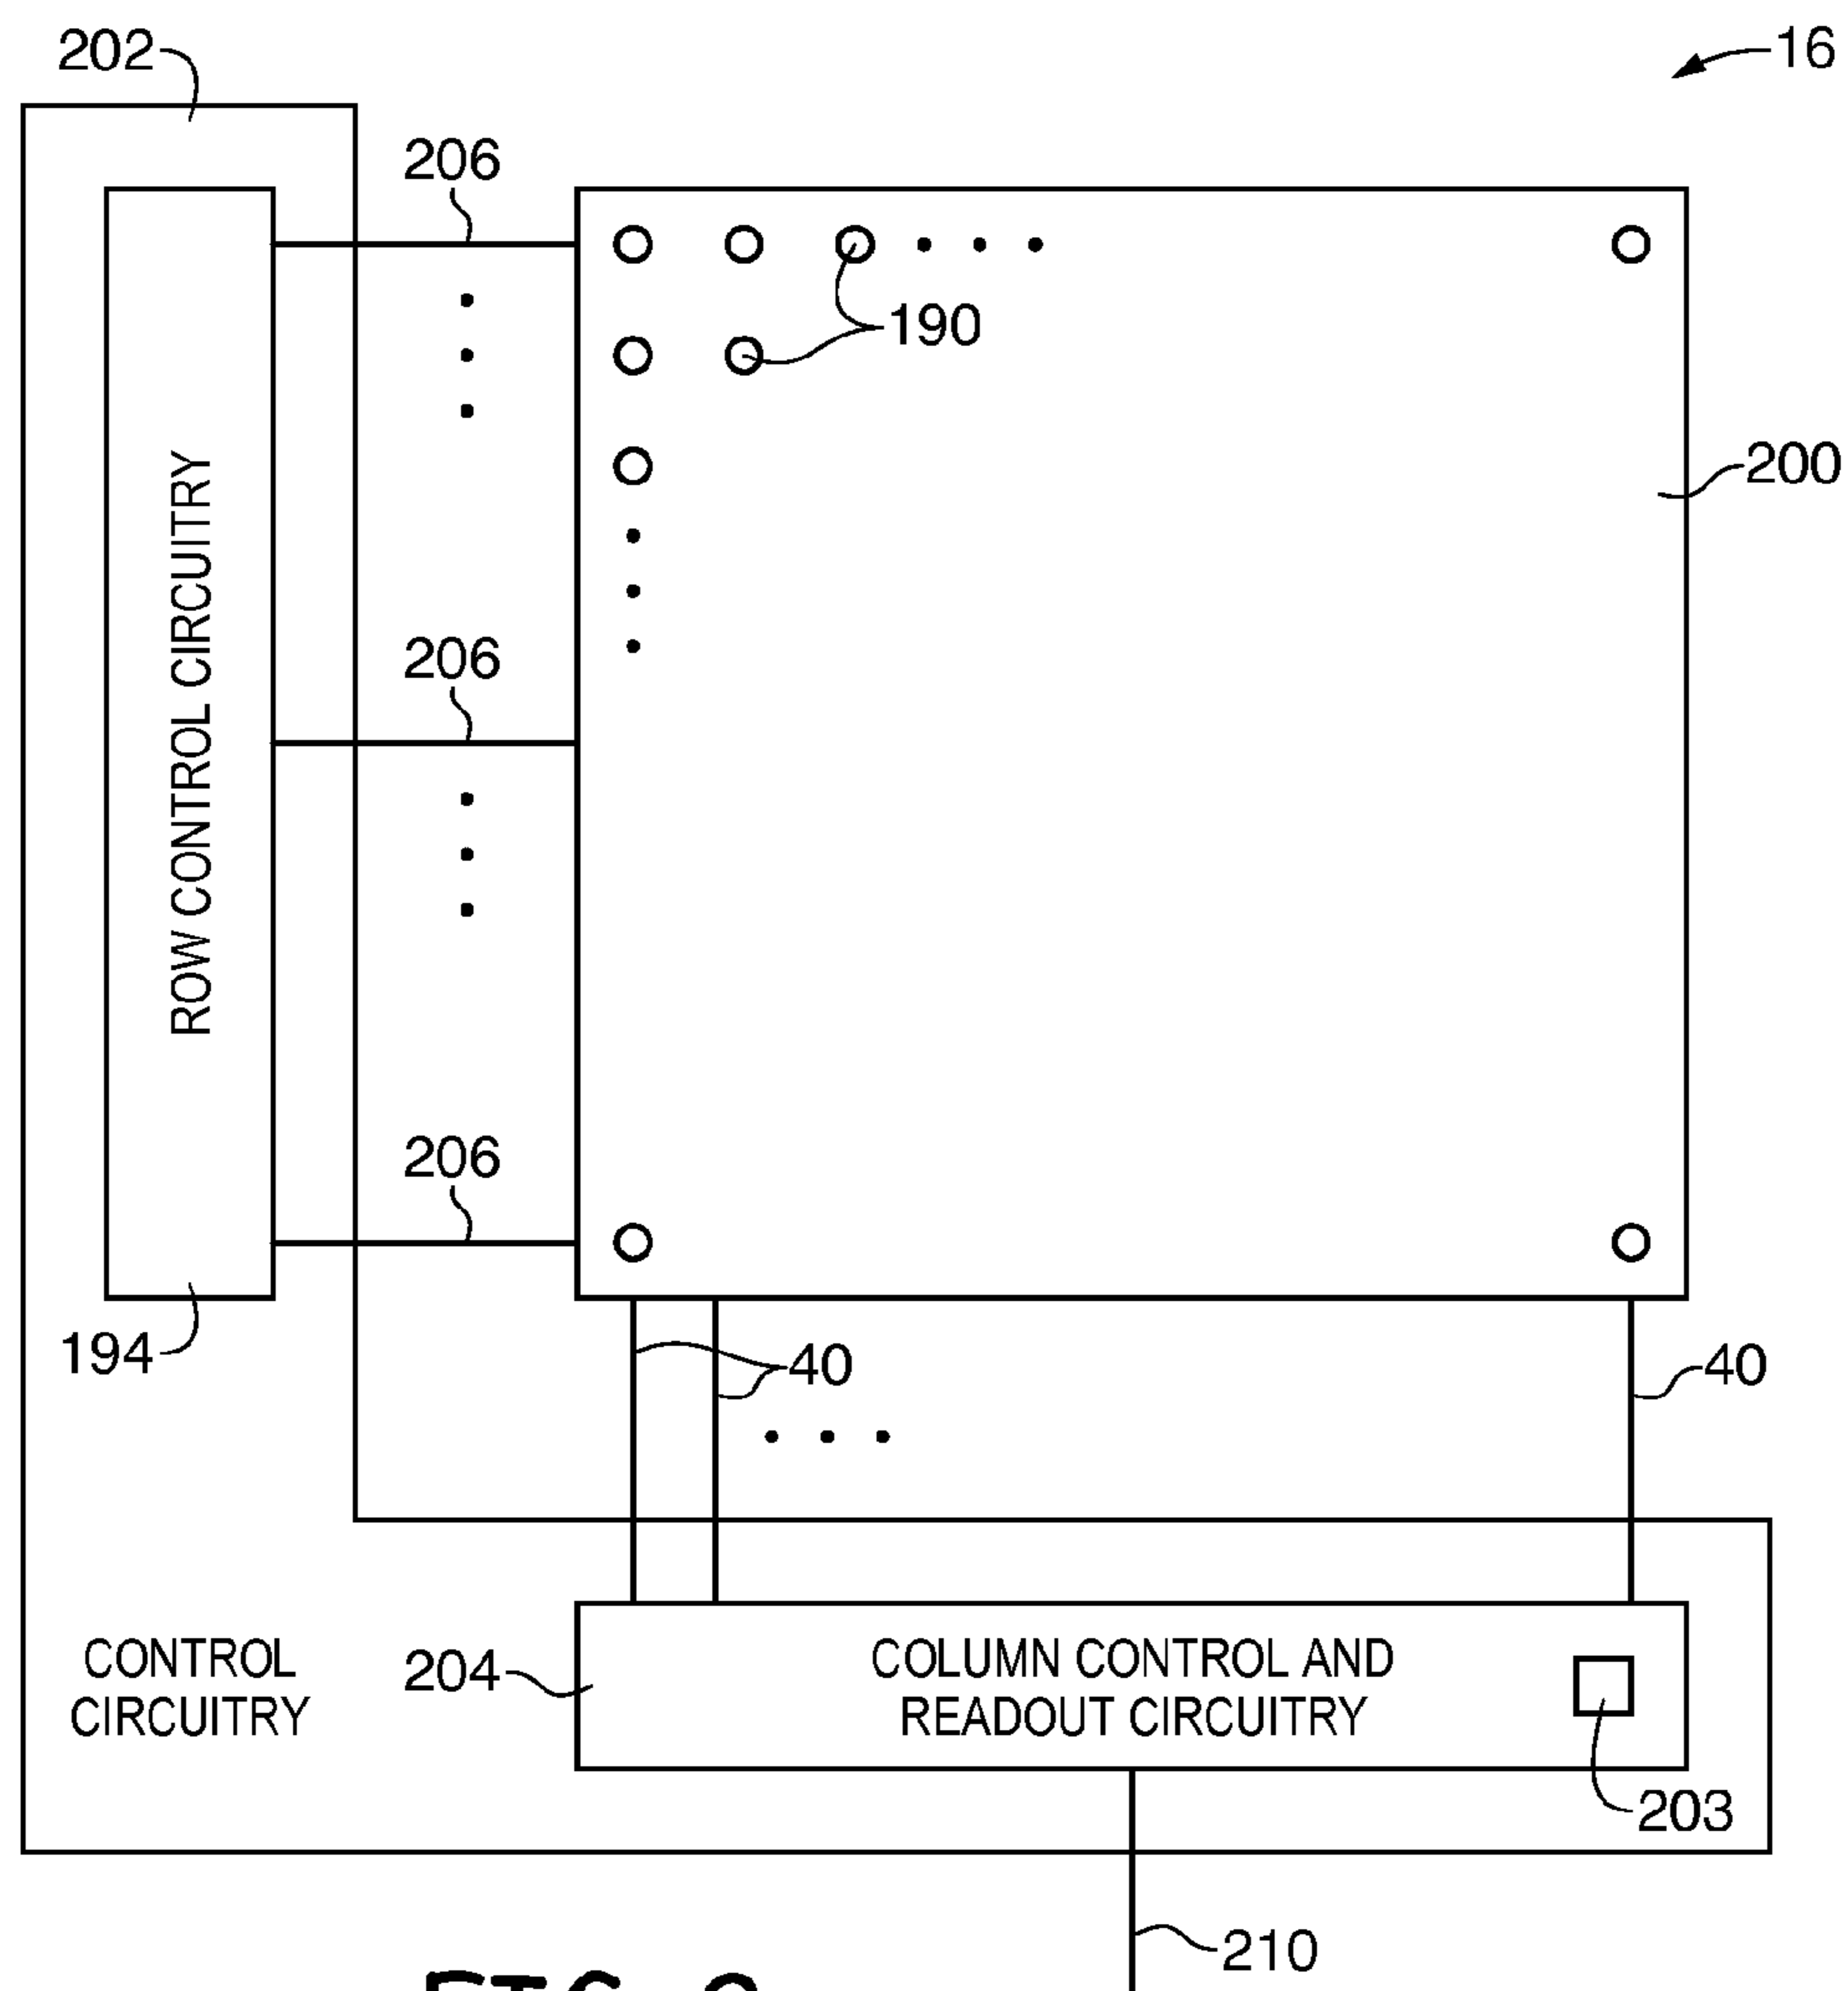 202
16
206
190
200
ROW CONTROL CIRCUITRY
206
206
194
40
40
CONTROL
CIRCUITRY
204
COLUMN CONTROL AND
READOUT CIRCUITRY
203
210